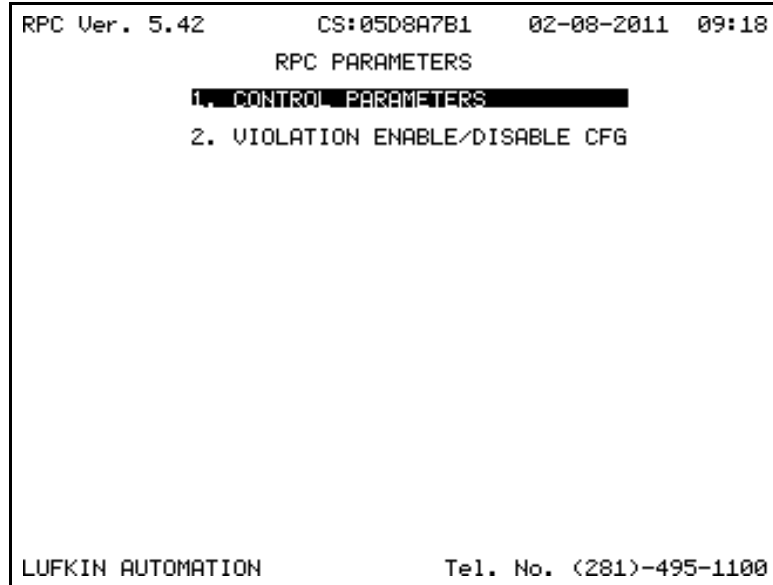 RPC Ver. 5.42 CS:05D8A7B1 02-08-2011 09:18
RPC PARAMETERS
1. CONTROL PARAMETERS
2. VIOLATION ENABLE/DISABLE CFG
LUFKIN AUTOMATION Tel. No. (281)-495-1100